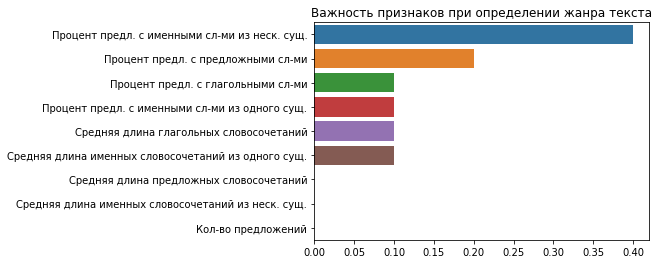 Важность признаков при определении жанра текста
Процент предл. с именными сл-ми из неск. сущ.
Процент предл. с предложными сл-ми
Процент предл. с глагольными сл-ми
Процент предл. с именными сл-ми из одного сущ.
Средняя длина глагольных словосочетаний
Средняя длина именных словосочетаний из одного сущ.
Средняя длина предложных словосочетаний
Средняя длина именных словосочетаний из неск. сущ.
Кол-во предложений
0.00 0.05 0.10 0.15 0.20 0.25 0.30 0.35 0.40